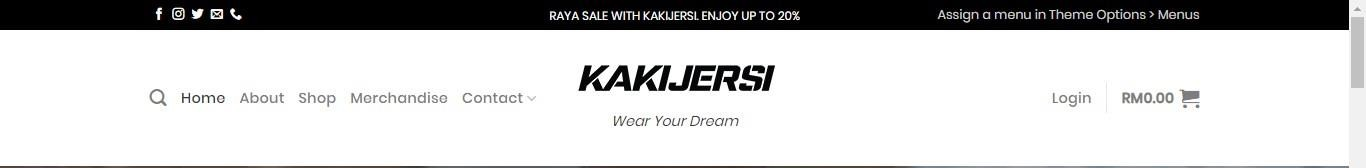 RAYA SALE WITH KAKIJERSI. ENJOY UP TO 20%
Assign a menu in Theme Options > Menus
Home About Shop Merchandise Contact
KAKIJERSI
Wear Your Dream
Login RM0.00